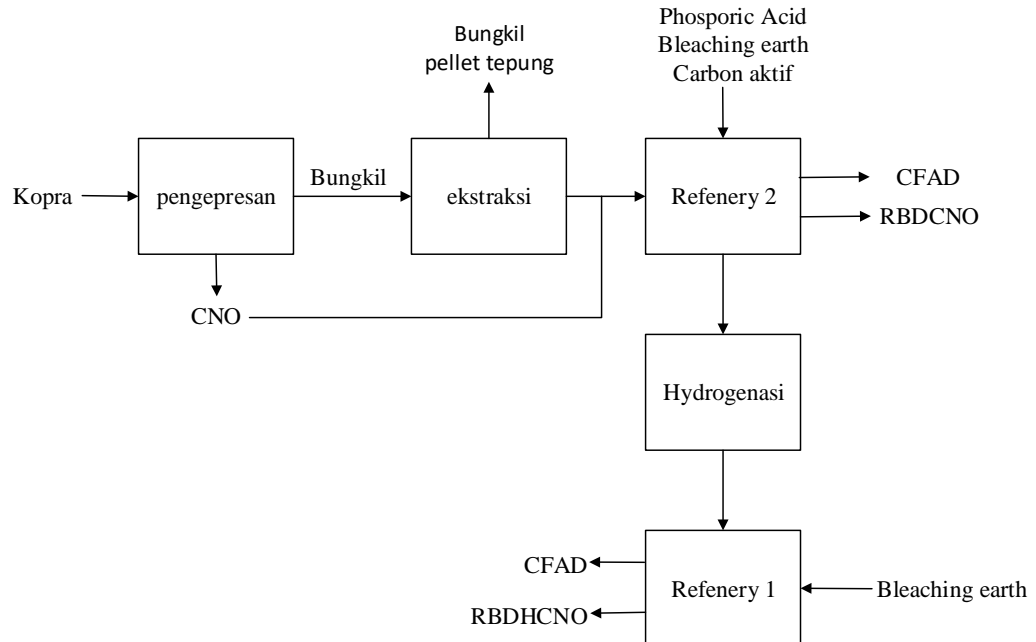 Phosporic Acid
Bleaching earth
Carbon aktif
Bungkil
pellet tepung
Kopra
pengepresan
Bungkil
ekstraksi
Refenery 2
CFAD
RBDCNO
CNO
Hydrogenasi
CFAD
RBDHCNO
Refenery 1
Bleaching earth